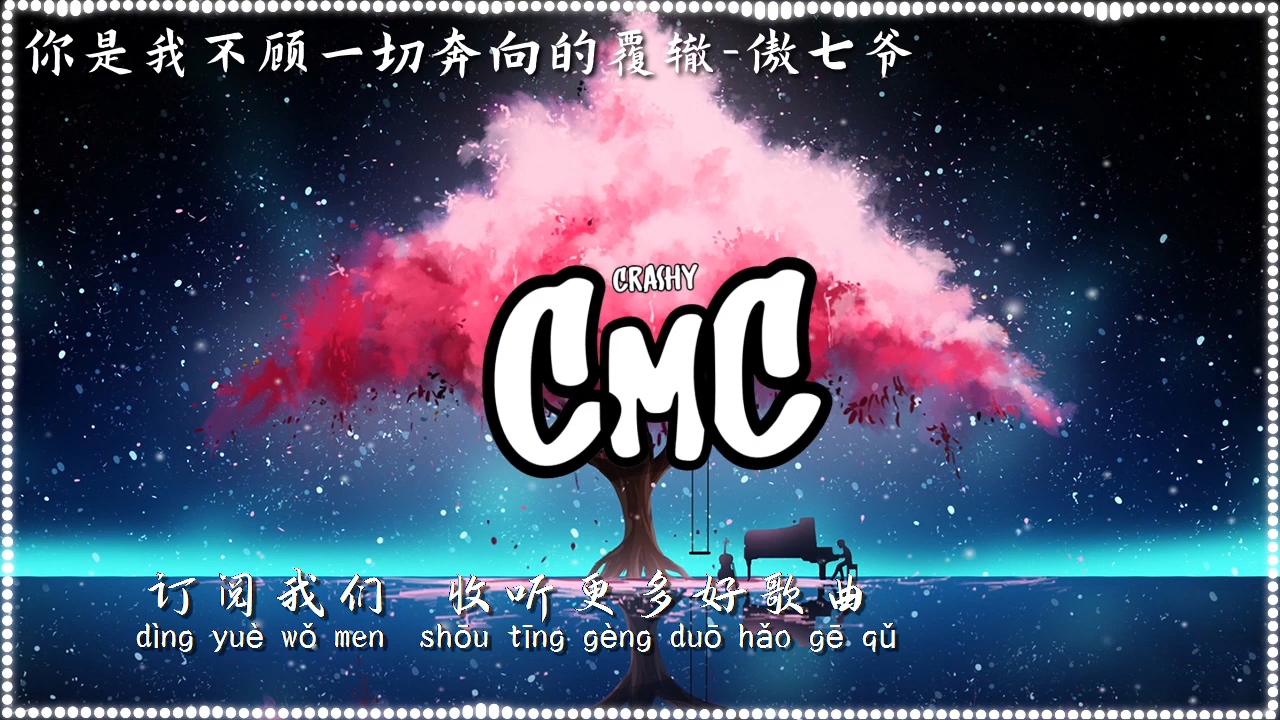 你是我不顾一切奔向的覆辙-傲七爷
CRASHY
CMC
订阅我们 收听更多好歌曲
dìng yuè wǒ men shōu tīng gèng duō hǎo gē qǔ